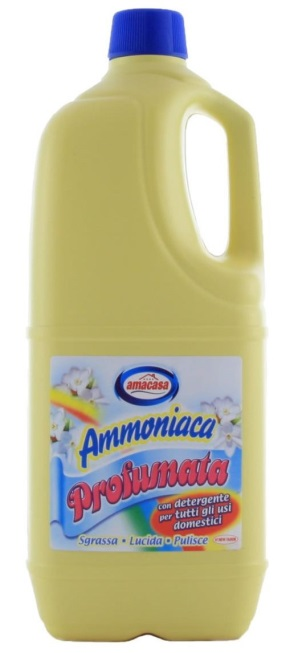 amacasa
Ammoniaca
Profumata
con detergente
per tutti gli usi
domestici
Sgrassa • Lucida • Pulisce